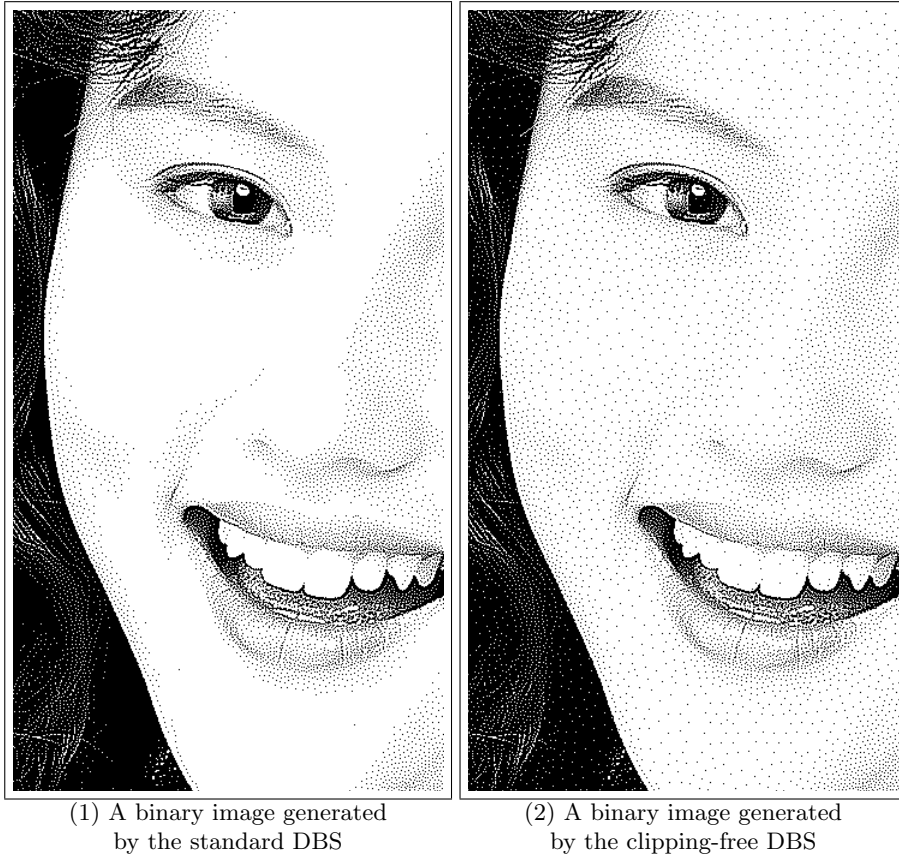 (1) A binary image generated
by the standard DBS
(2) A binary image generated
by the clipping-free DBS